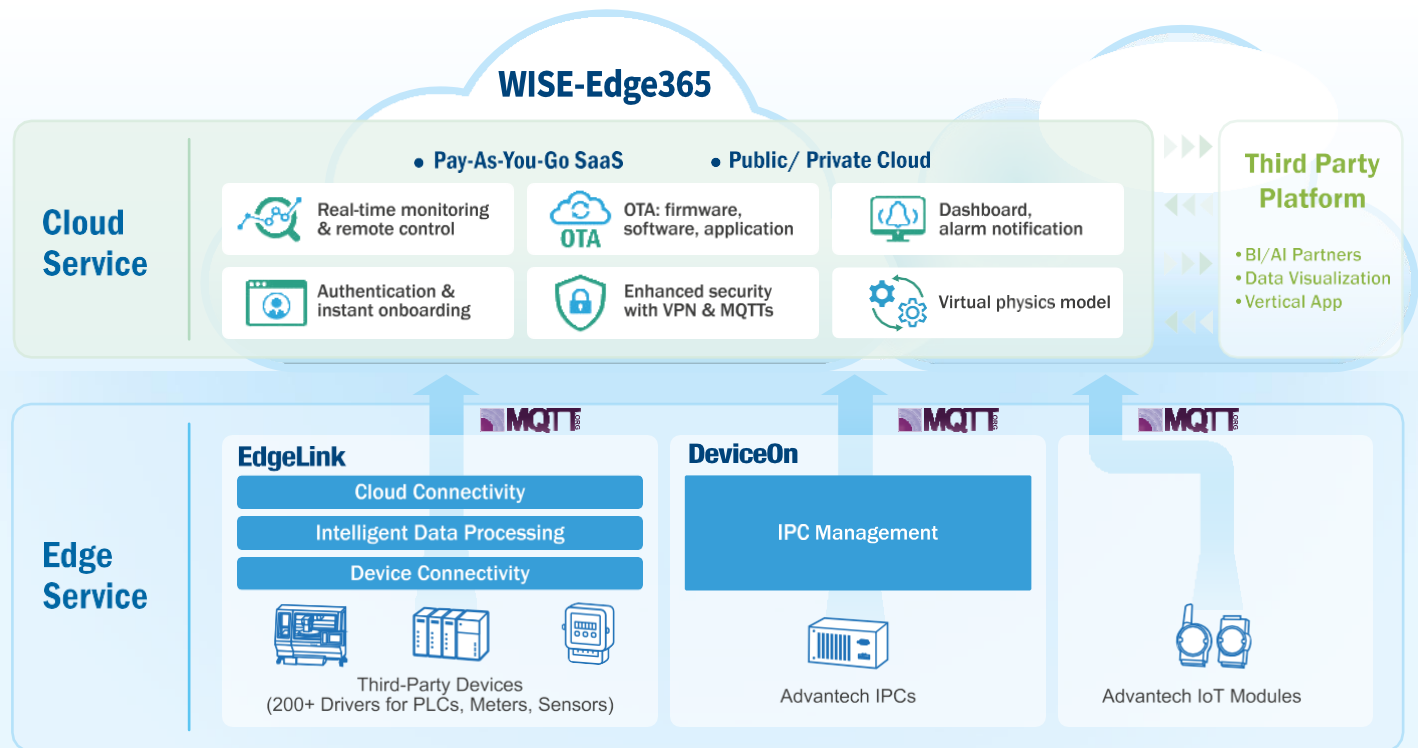 WISE-Edge365
• Pay-As-You-Go SaaS
• Public/ Private Cloud
Cloud
Service
Real-time monitoring
& remote control
OTA
OTA: firmware,
software, application
Dashboard,
alarm notification
Authentication &
instant onboarding
Enhanced security
with VPN & MQTTs
Virtual physics model
Third Party
Platform
• BI/AI Partners
• Data Visualization
• Vertical App
MQTT.ORG
MQTT.ORG
MQTT.ORG
Edge
Service
EdgeLink
Cloud Connectivity
Intelligent Data Processing
Device Connectivity
Third-Party Devices
(200+ Drivers for PLCs, Meters, Sensors)
DeviceOn
IPC Management
Advantech IPCs
Advantech IoT Modules